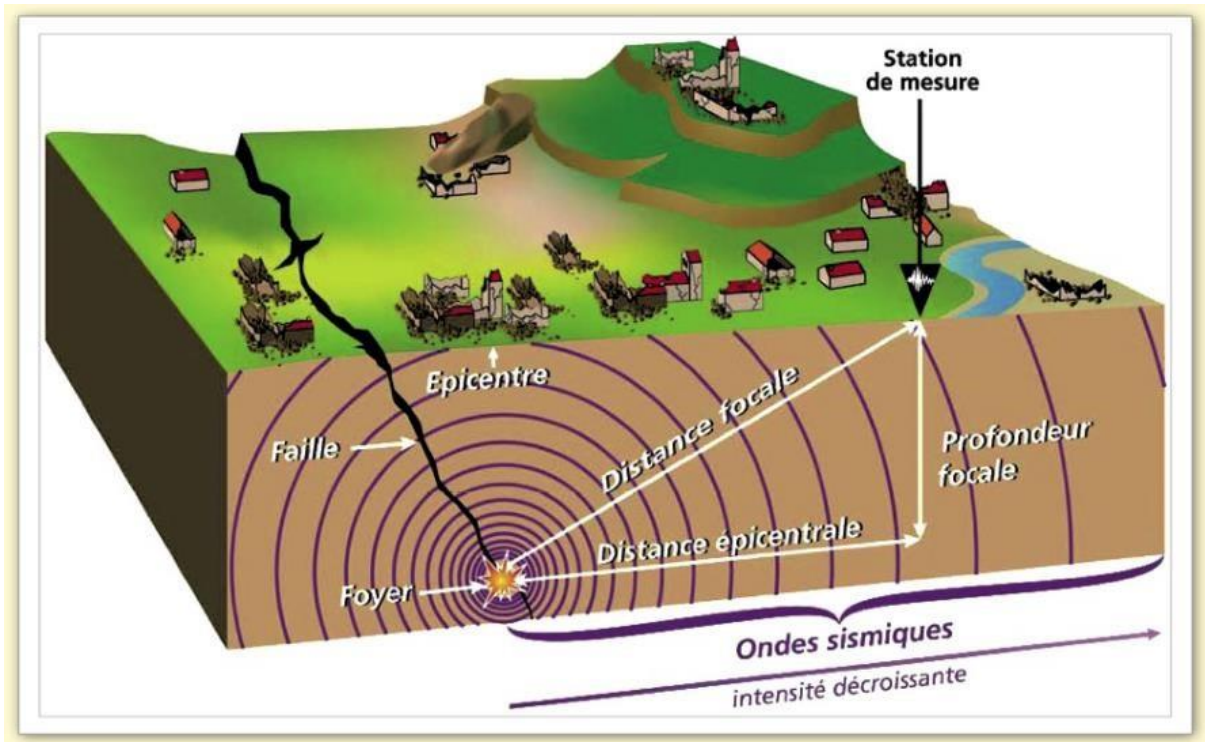 Station
de mesure
Epicentre
Distance focale
Faille
Profondeur
focale
Distance épicentrale
Foyer
Ondes sismiques
intensité décroissante